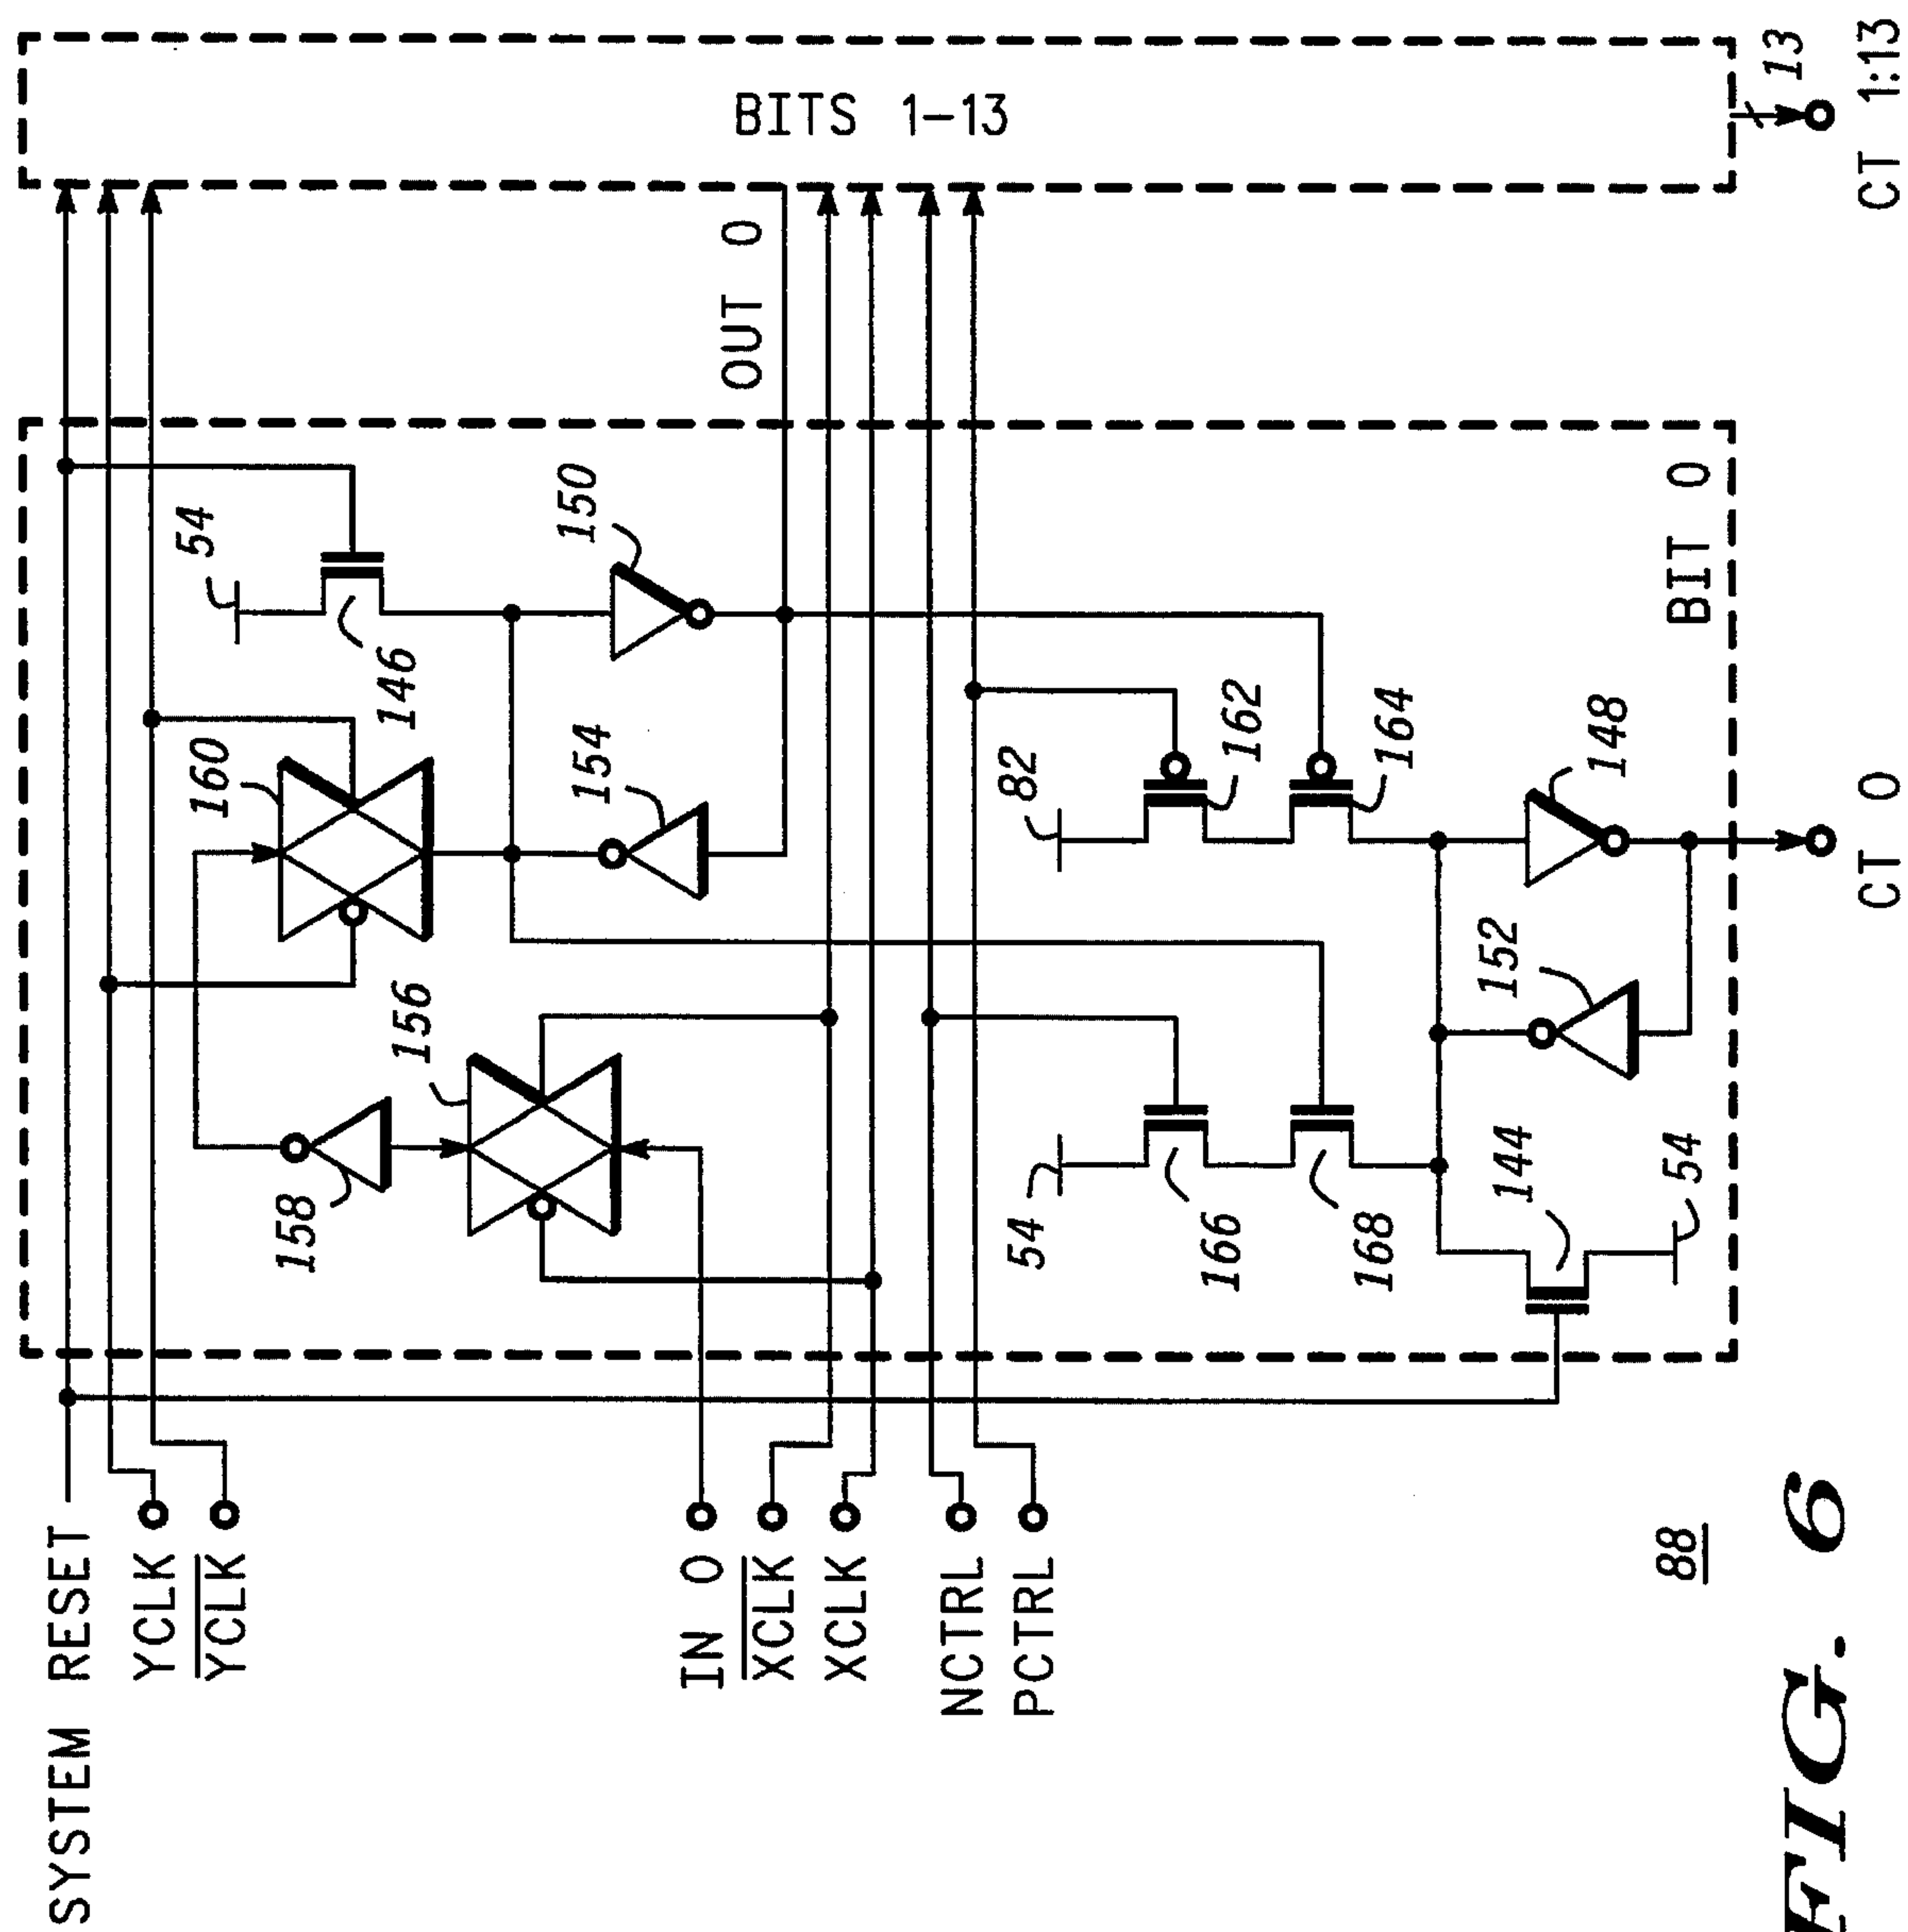 SYSTEM RESET
YCLK
YCLK
IN 0
XCLK
XCLK
NCTRL
PCTRL
54
146
160
150
154
158
156
OUT 0
82
162
164
54
166
168
152
148
144
54
BIT 0
CT 0
BITS 1-13
13
CT 1:13
88
FIG. 6